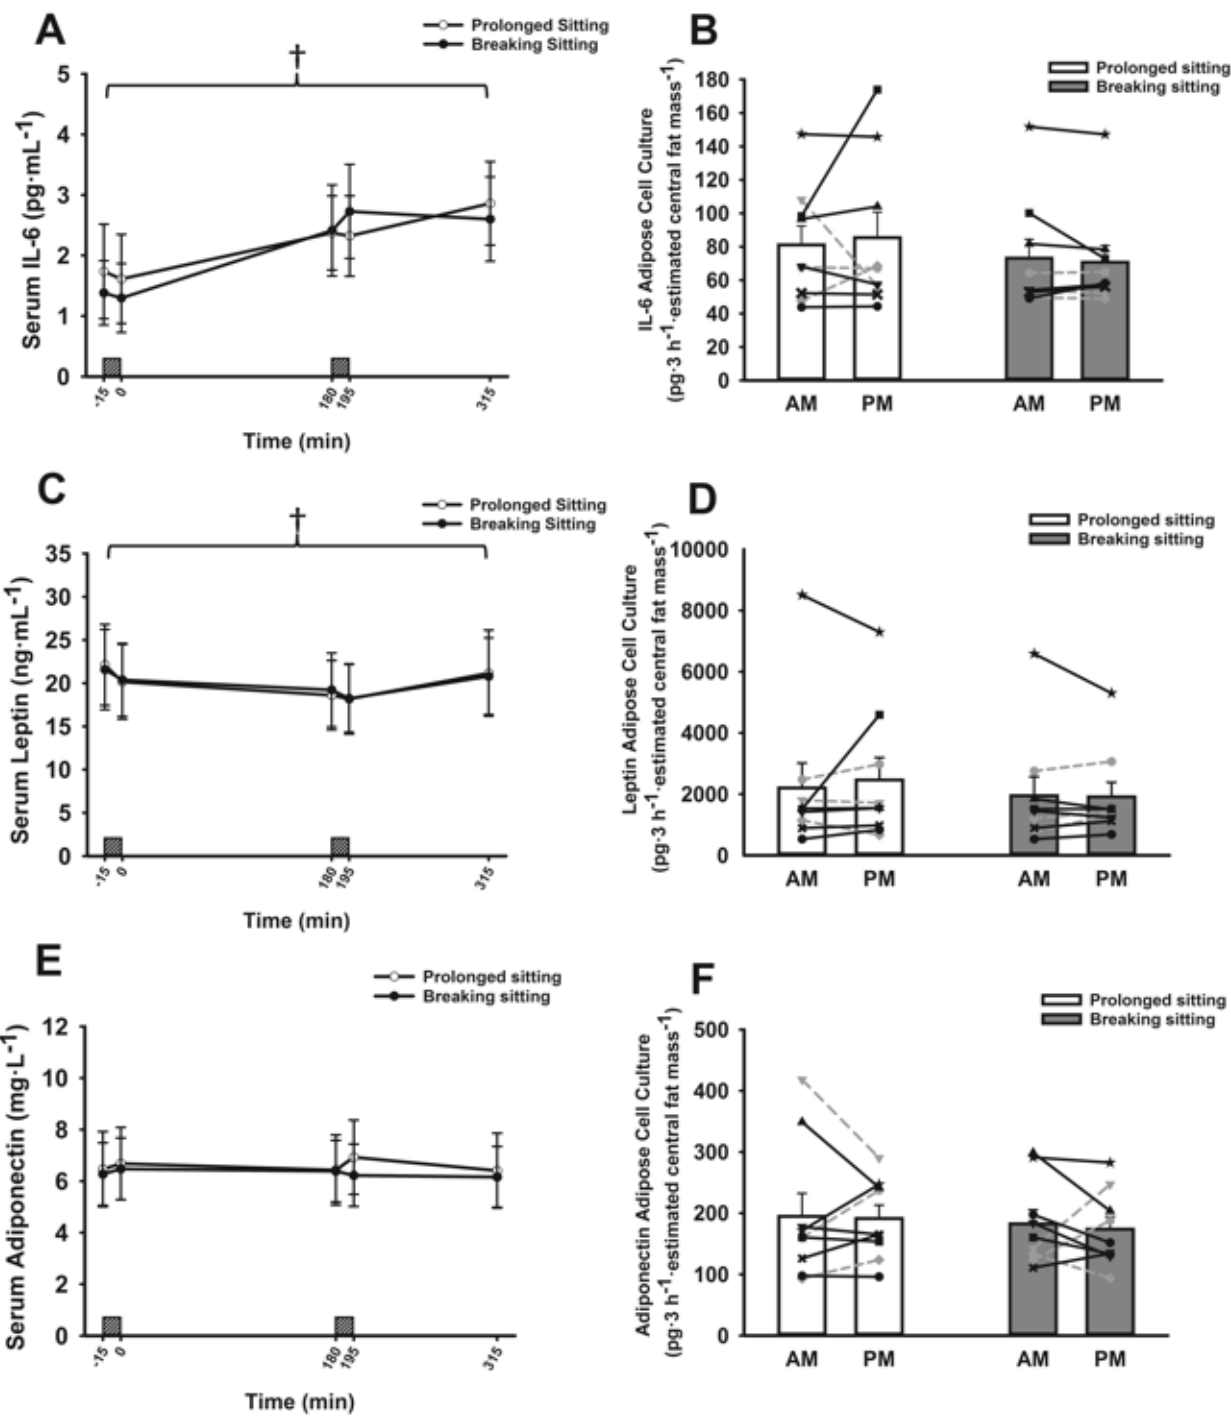 A
Prolonged Sitting
Breaking Sitting
†
5
4
3
2
1
0
Serum IL-6 (pg·mL⁻¹)
-15
0
180
195
315
Time (min)
B
Prolonged sitting
Breaking sitting
180
160
140
120
100
80
60
40
20
0
IL-6 Adipose Cell Culture
(pg·3 h⁻¹·estimated central fat mass⁻¹)
AM
PM
AM
PM
C
Prolonged Sitting
Breaking Sitting
†
35
30
25
20
15
10
5
0
Serum Leptin (ng·mL⁻¹)
-15
0
180
195
315
Time (min)
D
Prolonged sitting
Breaking sitting
10000
8000
6000
4000
2000
0
Leptin Adipose Cell Culture
(pg·3 h⁻¹·estimated central fat mass⁻¹)
AM
PM
AM
PM
E
Prolonged sitting
Breaking sitting
12
10
8
6
4
2
0
Serum Adiponectin (mg·L⁻¹)
-15
0
180
195
315
Time (min)
F
Prolonged sitting
Breaking sitting
500
400
300
200
100
0
Adiponectin Adipose Cell Culture
(pg·3 h⁻¹·estimated central fat mass⁻¹)
AM
PM
AM
PM